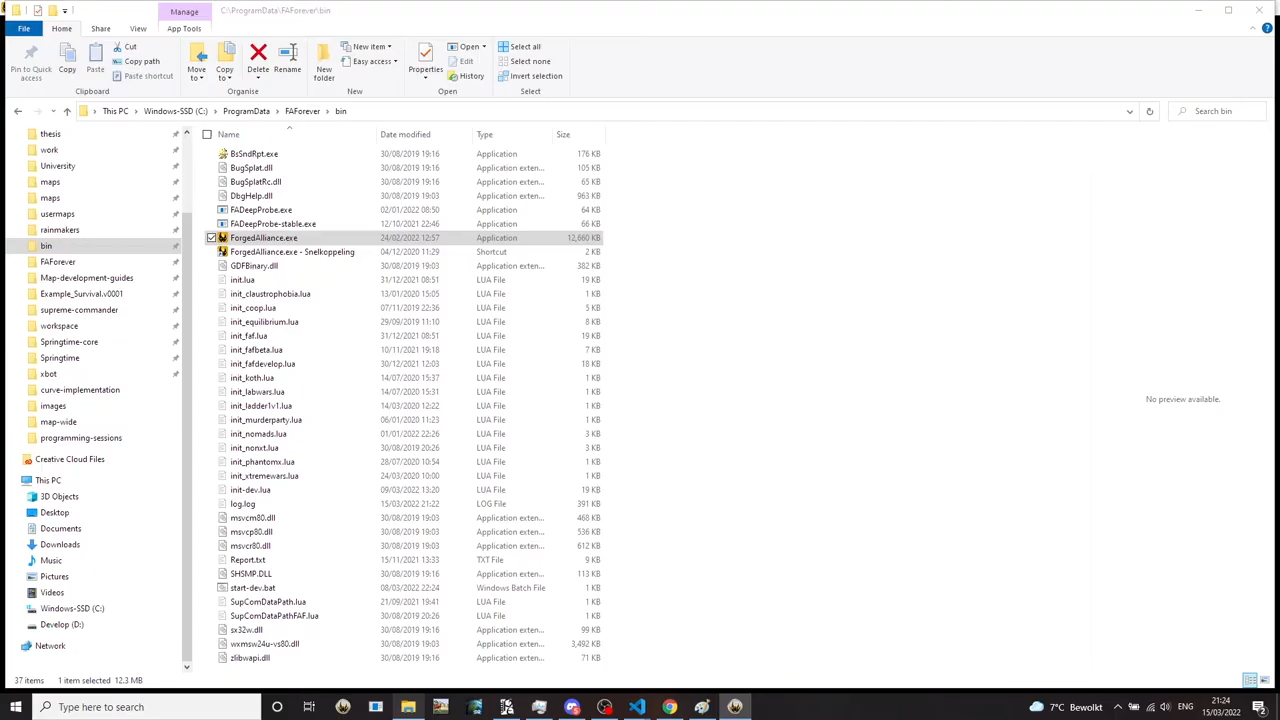 Manage
C:\ProgramData\FAForever\bin
File
Home
Share
View
App Tools
Pin to Quick access
Copy
Paste
Cut
Copy path
Paste shortcut
Clipboard
Move to
Copy to
Delete
Rename
Organise
New folder
New item
Easy access
New
Properties
Open
Edit
History
Open
Select all
Select none
Invert selection
Select
This PC
Windows-SSD (C:)
ProgramData
FAForever
bin
Search bin
thesis
work
University
maps
maps
usermaps
rainmakers
bin
FAForever
Map-development-guides
Example_Survival.v0001
supreme-commander
workspace
Springtime-core
Springtime
xbot
curve-implementation
images
map-wide
programming-sessions
Creative Cloud Files
This PC
3D Objects
Desktop
Documents
Downloads
Music
Pictures
Videos
Windows-SSD (C:)
Develop (D:)
Network
Name Date modified Type Size
BsSndRpt.exe 30/08/2019 19:16 Application 176 KB
BugSplat.dll 30/08/2019 19:16 Application exten... 105 KB
BugSplatRc.dll 30/08/2019 19:16 Application exten... 65 KB
DbgHelp.dll 30/08/2019 19:03 Application exten... 963 KB
FADeepProbe.exe 02/01/2022 08:50 Application 64 KB
FADeepProbe-stable.exe 12/10/2021 22:46 Application 66 KB
ForgedAlliance.exe 24/02/2022 12:57 Application 12,660 KB
ForgedAlliance.exe - Snelkoppeling 04/12/2020 11:29 Shortcut 2 KB
GDFBinary.dll 30/08/2019 19:03 Application exten... 382 KB
init.lua 31/12/2021 08:51 LUA File 19 KB
init_claustrophobia.lua 13/01/2020 15:05 LUA File 1 KB
init_coop.lua 07/11/2019 22:36 LUA File 5 KB
init_equilibrium.lua 29/09/2019 11:10 LUA File 8 KB
init_faf.lua 31/12/2021 08:51 LUA File 19 KB
init_fafbeta.lua 10/11/2021 19:18 LUA File 7 KB
init_fafdevelop.lua 30/12/2021 12:03 LUA File 18 KB
init_koth.lua 14/07/2020 15:37 LUA File 1 KB
init_labwars.lua 14/07/2020 15:31 LUA File 1 KB
init_ladder1v1.lua 14/03/2020 12:22 LUA File 1 KB
init_murderparty.lua 06/01/2020 11:23 LUA File 1 KB
init_nomads.lua 01/01/2022 22:26 LUA File 3 KB
init_nonxt.lua 30/08/2019 20:26 LUA File 3 KB
init_phantomx.lua 27/07/2020 10:54 LUA File 1 KB
init_xtremewars.lua 24/03/2020 10:00 LUA File 1 KB
init-dev.lua 09/03/2022 12:20 LUA File 19 KB
log.log 15/03/2022 21:22 LOG File 391 KB
msvcm80.dll 30/08/2019 19:03 Application exten... 468 KB
msvcp80.dll 30/08/2019 19:03 Application exten... 536 KB
msvcr80.dll 30/08/2019 19:03 Application exten... 612 KB
Report.txt 15/11/2021 13:33 TXT File 9 KB
SHSMP.DLL 30/08/2019 19:16 Application exten... 113 KB
start-dev.bat 08/03/2022 22:24 Windows Batch File 1 KB
SupComDataPath.lua 21/09/2021 19:41 LUA File 1 KB
SupComDataPathFAF.lua 30/08/2019 20:26 LUA File 1 KB
sx32w.dll 30/08/2019 19:16 Application exten... 99 KB
wxmsw24u-vs80.dll 30/08/2019 19:03 Application exten... 3,492 KB
zlibwapi.dll 30/08/2019 19:16 Application exten... 71 KB
No preview available.
37 items 1 item selected 12.3 MB
Type here to search
7°C Bewolkt
ENG
21:24
15/03/2022
2